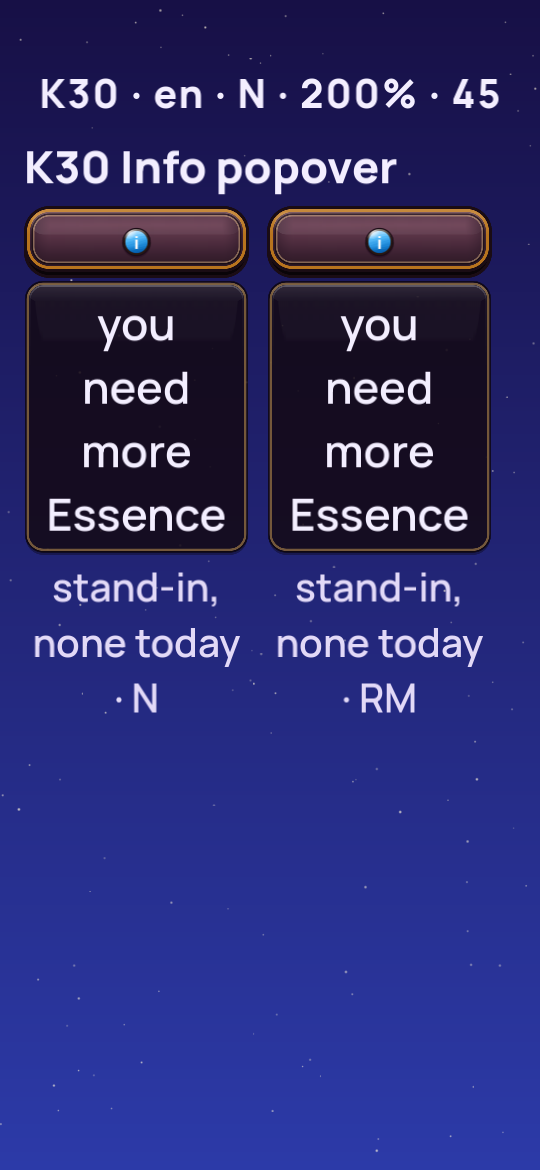 K30 · en · N · 200% · 45
K30 Info popover
i
i
you
need
more
Essence
you
need
more
Essence
stand-in,
none today
· N
stand-in,
none today
· RM